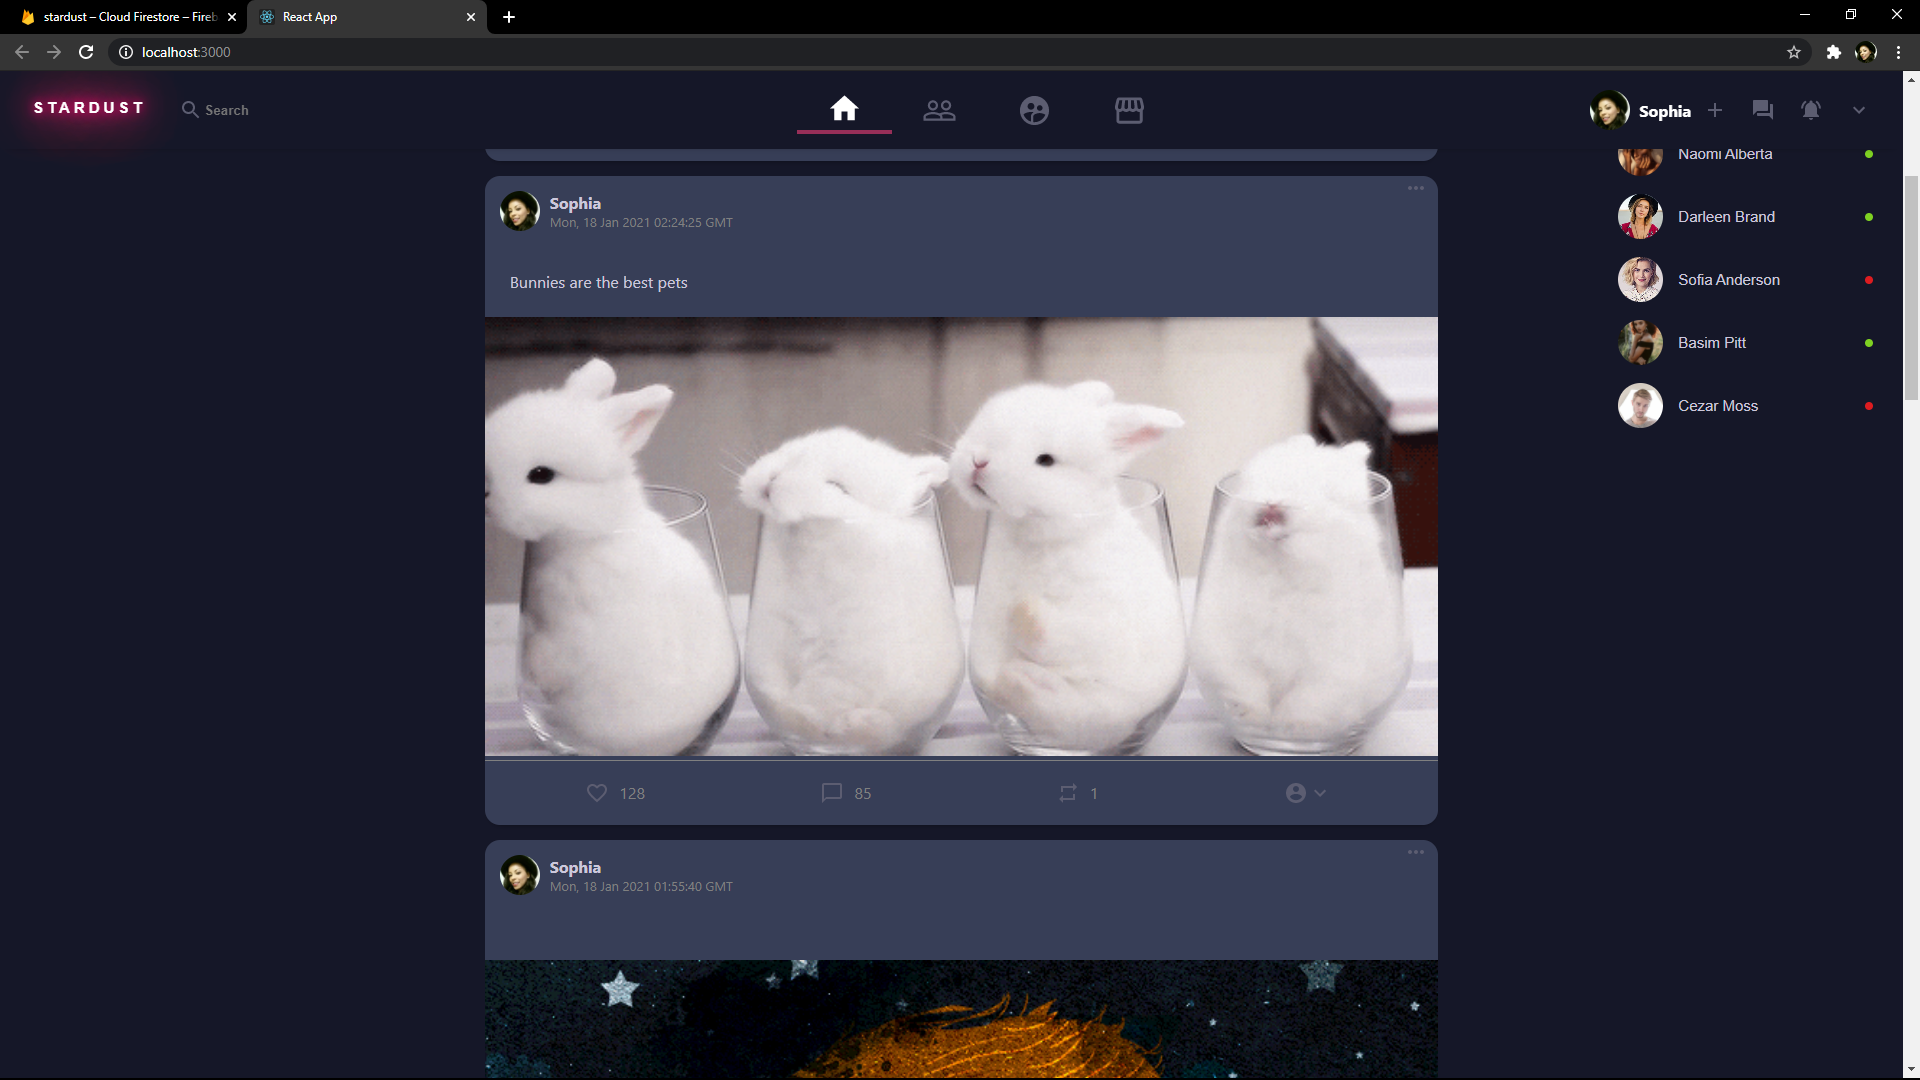 stardust – Cloud Firestore – Fireb
React App
localhost:3000
STARDUST
Search
Sophia
Naomi Alberta
Darleen Brand
Sofia Anderson
Basim Pitt
Cezar Moss
Sophia
Mon, 18 Jan 2021 02:24:25 GMT
Bunnies are the best pets
128
85
1
Sophia
Mon, 18 Jan 2021 01:55:40 GMT